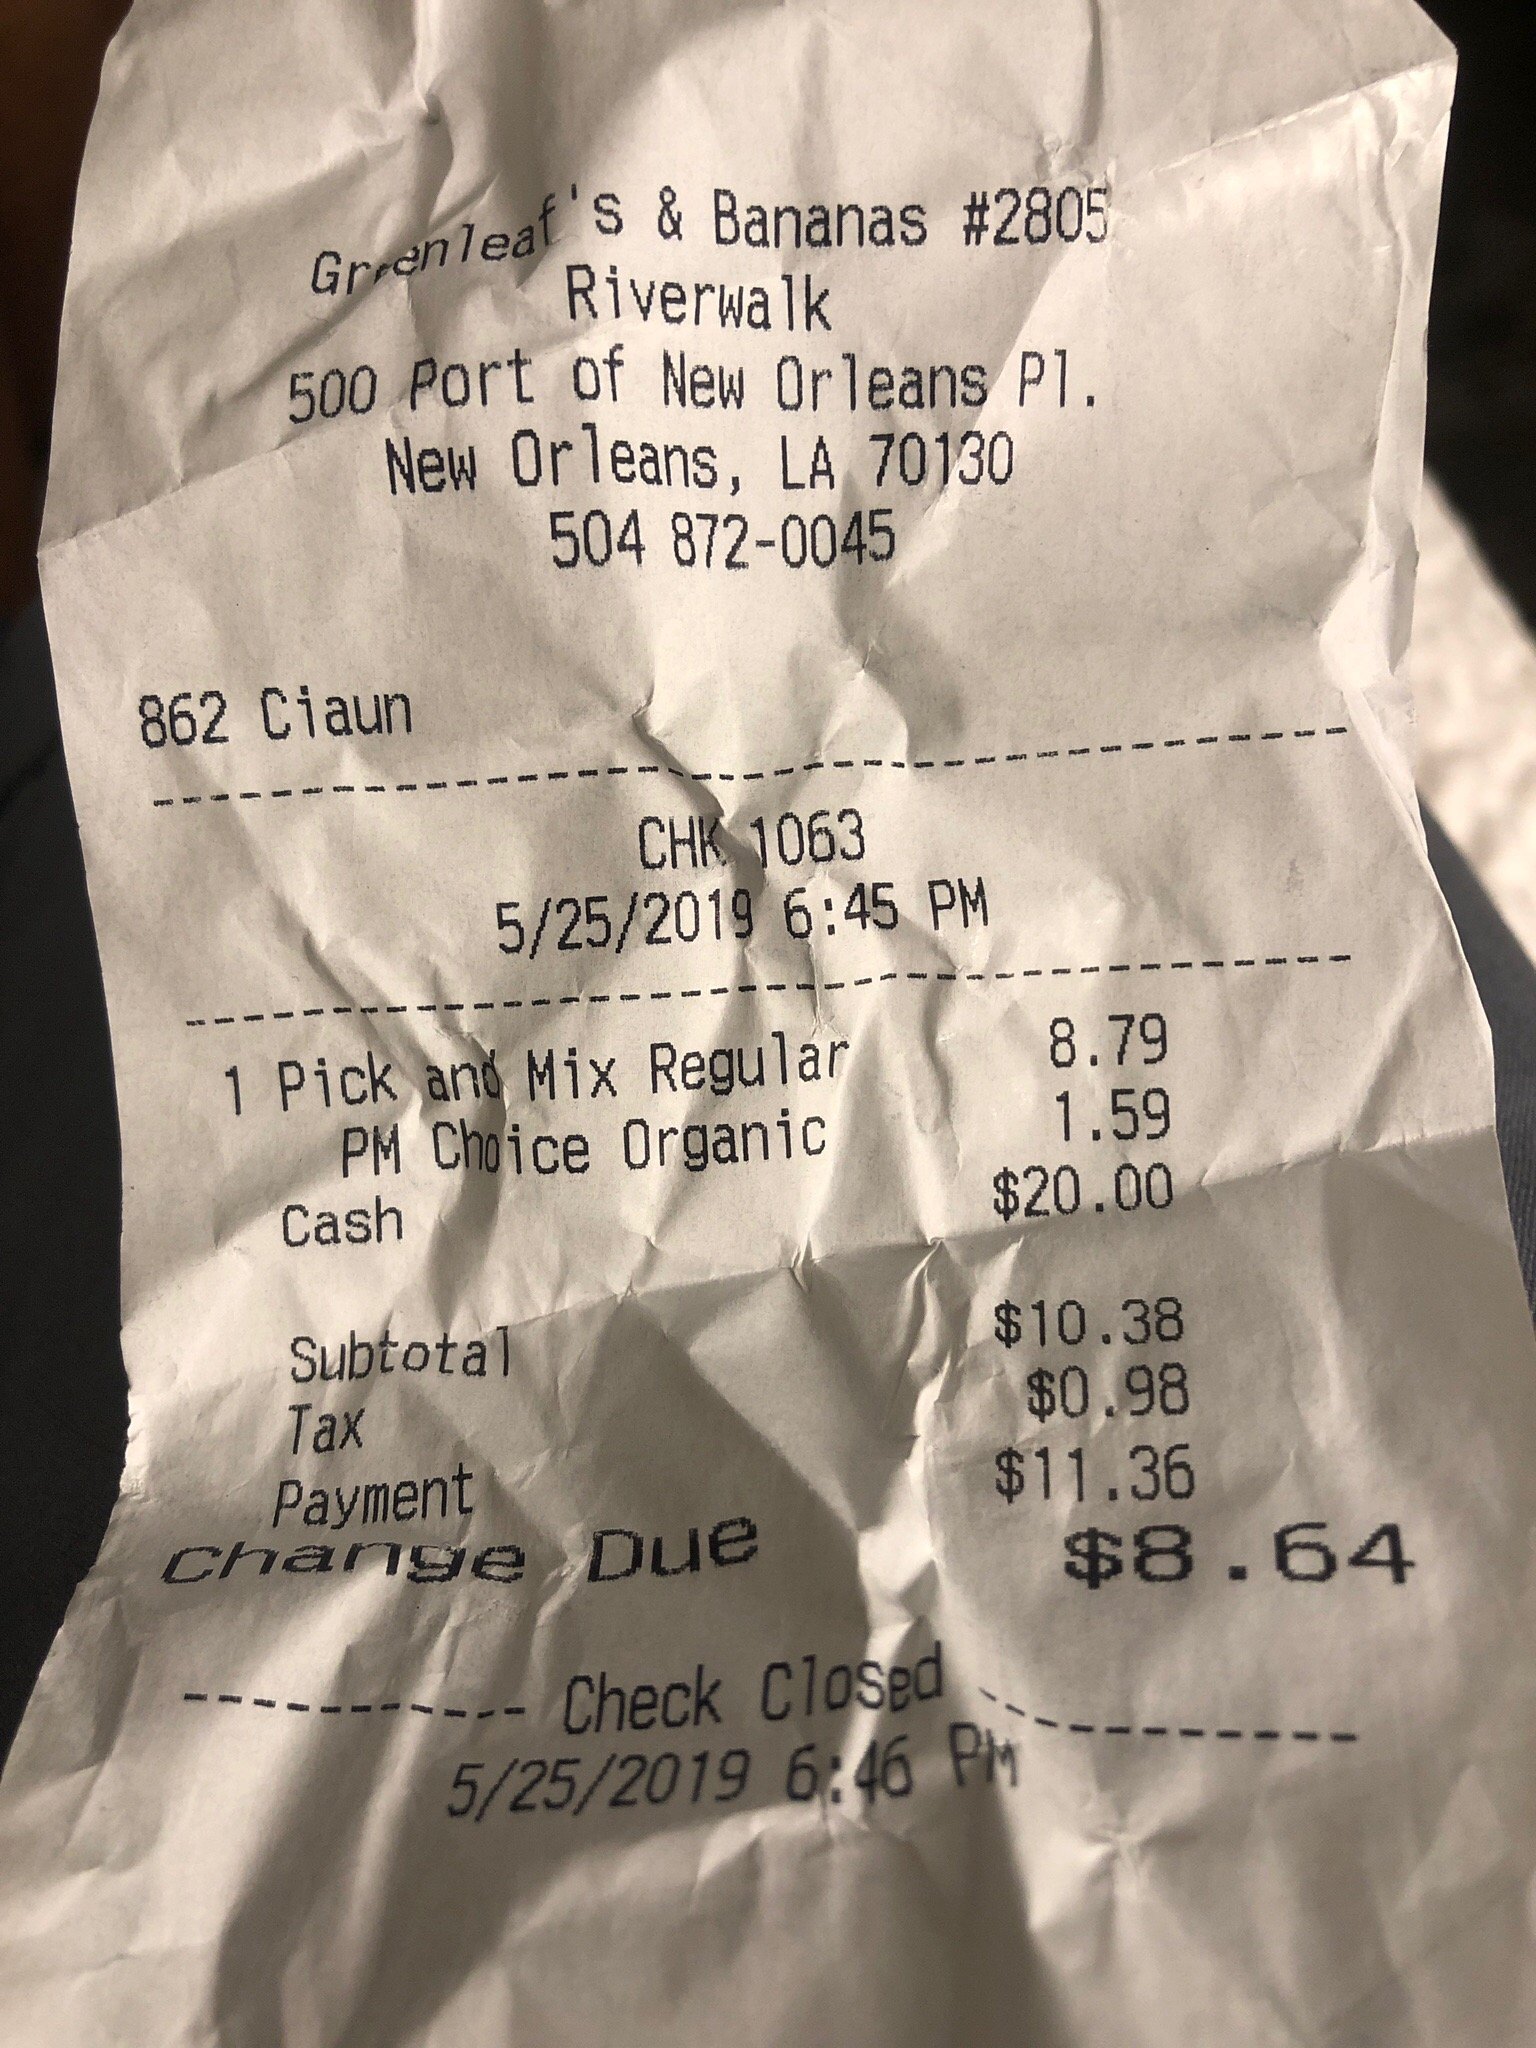 Greenleaf's & Bananas #2805
Riverwalk
500 Port of New Orleans Pl.
New Orleans, LA 70130
504 872-0045
862 Ciaun
CHK 1063
5/25/2019 6:45 PM
1 Pick and Mix Regular 8.79
PM Choice Organic 1.59
Cash $20.00
Subtotal $10.38
Tax $0.98
Payment $11.36
Change Due $8.64
---------- Check Closed ----------
5/25/2019 6:46 PM